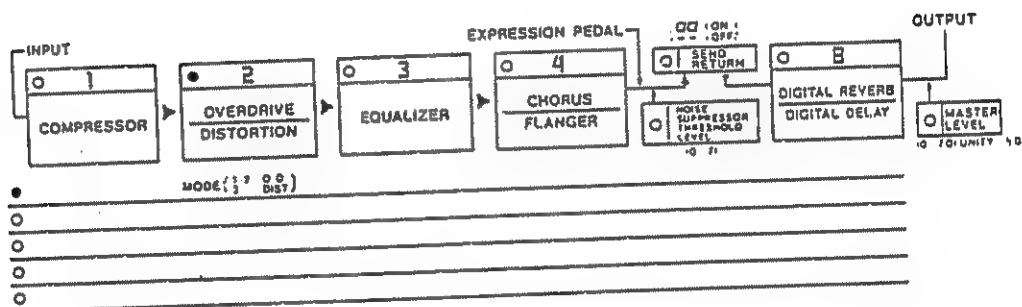 INPUT
1
COMPRESSOR
2
OVERDRIVE
DISTORTION
3
EQUALIZER
4
CHORUS
FLANGER
EXPRESSION PEDAL
SEND
RETURN
NOISE
SUPPRESSOR
THRESHOLD
LEVEL
8
DIGITAL REVERB
DIGITAL DELAY
OUTPUT
MASTER
LEVEL
MODE
DIST